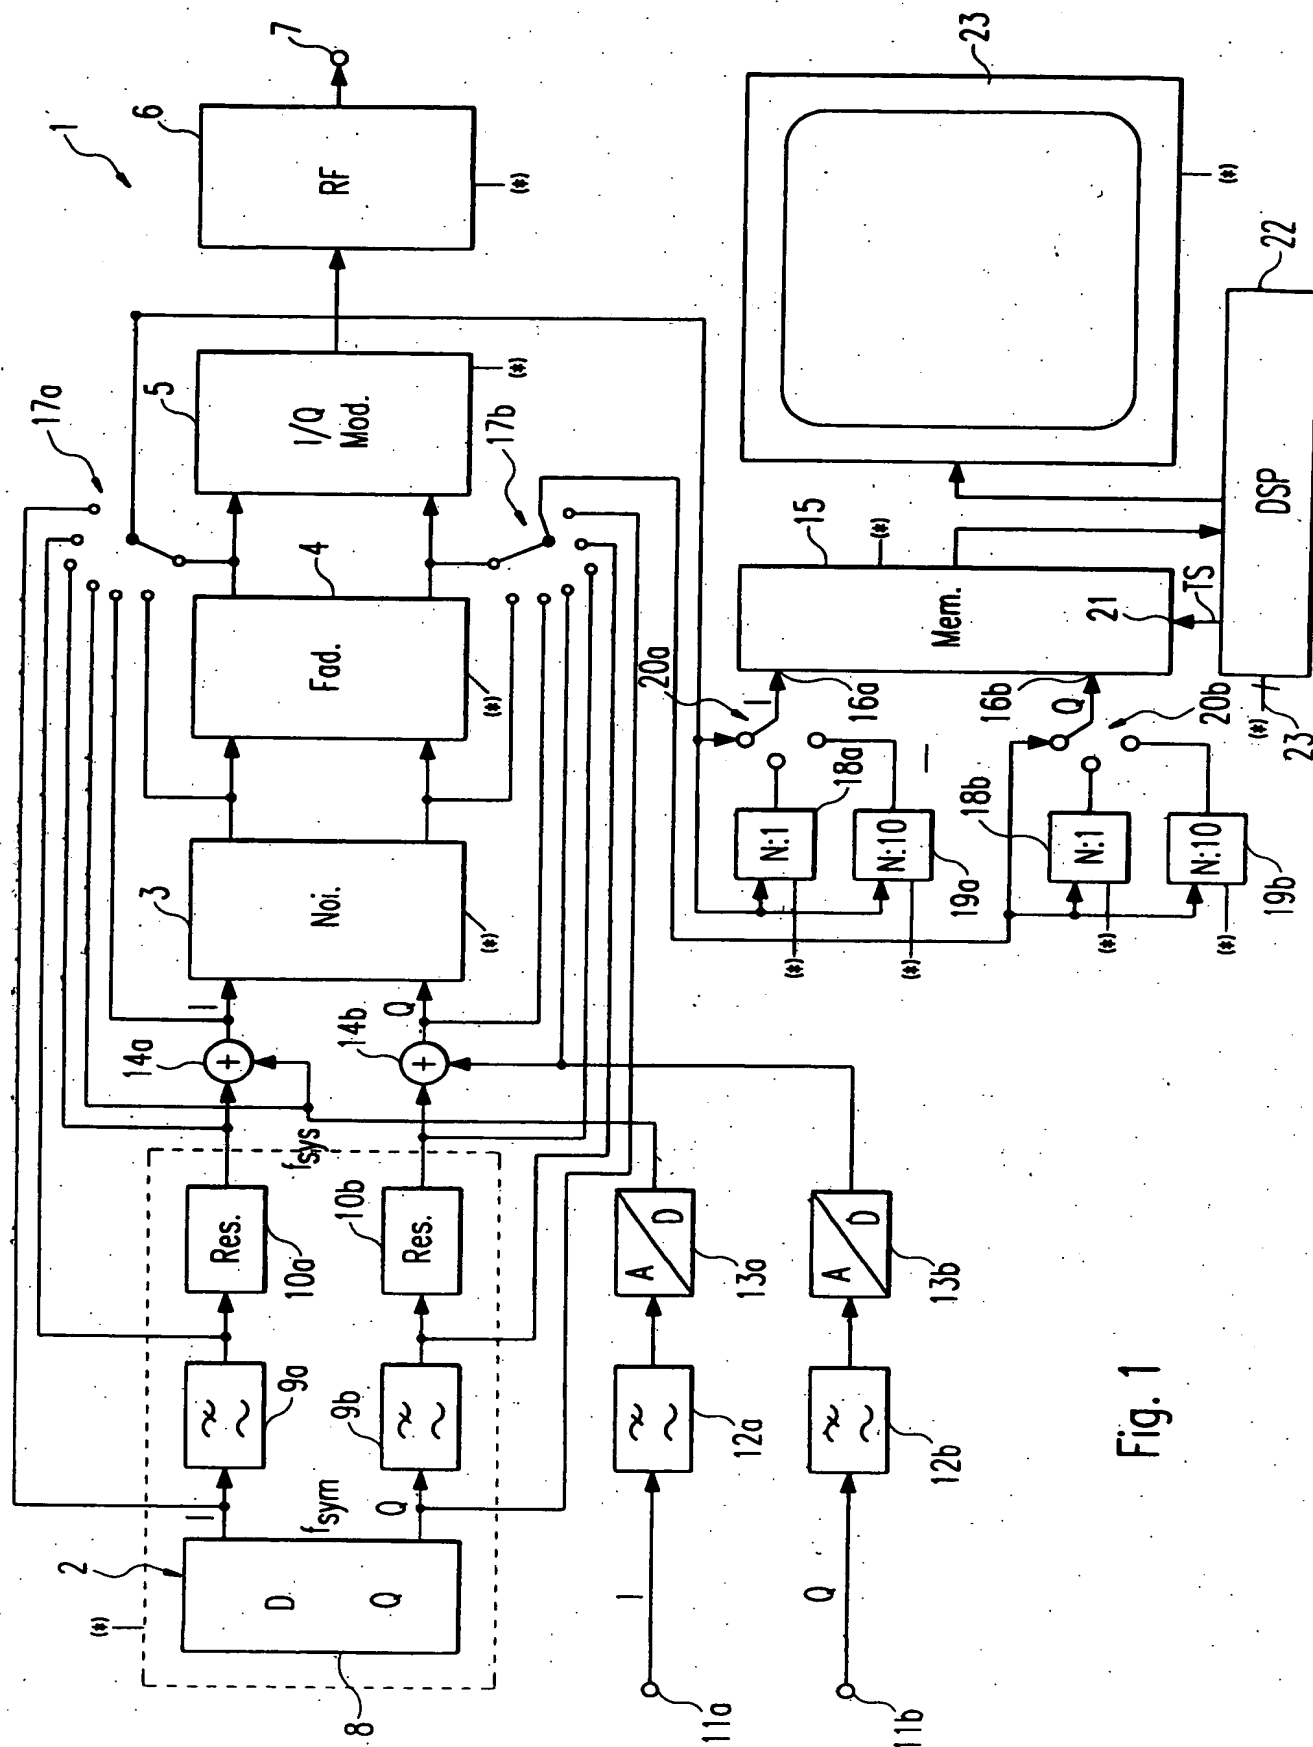 1
2
(*)
8
D
Q
I
f sym
Q
9a
9b
Res.
10a
10b
Res.
f sys
14a
+
I
14b
+
Q
3
Noi.
(*)
Fad.
4
(*)
17a
5
I/Q
Mod.
(*)
17b
6
RF
(*)
7
11a
I
12a
A
D
13a
11b
Q
12b
A
D
13b
N:1
18a
(*)
N:10
19a
(*)
20a
I
16a
18b
N:1
(*)
N:10
19b
(*)
20b
Q
16b
15
Mem.
(*)
21
TS
DSP
22
(*)
23
23
(*)
Fig. 1